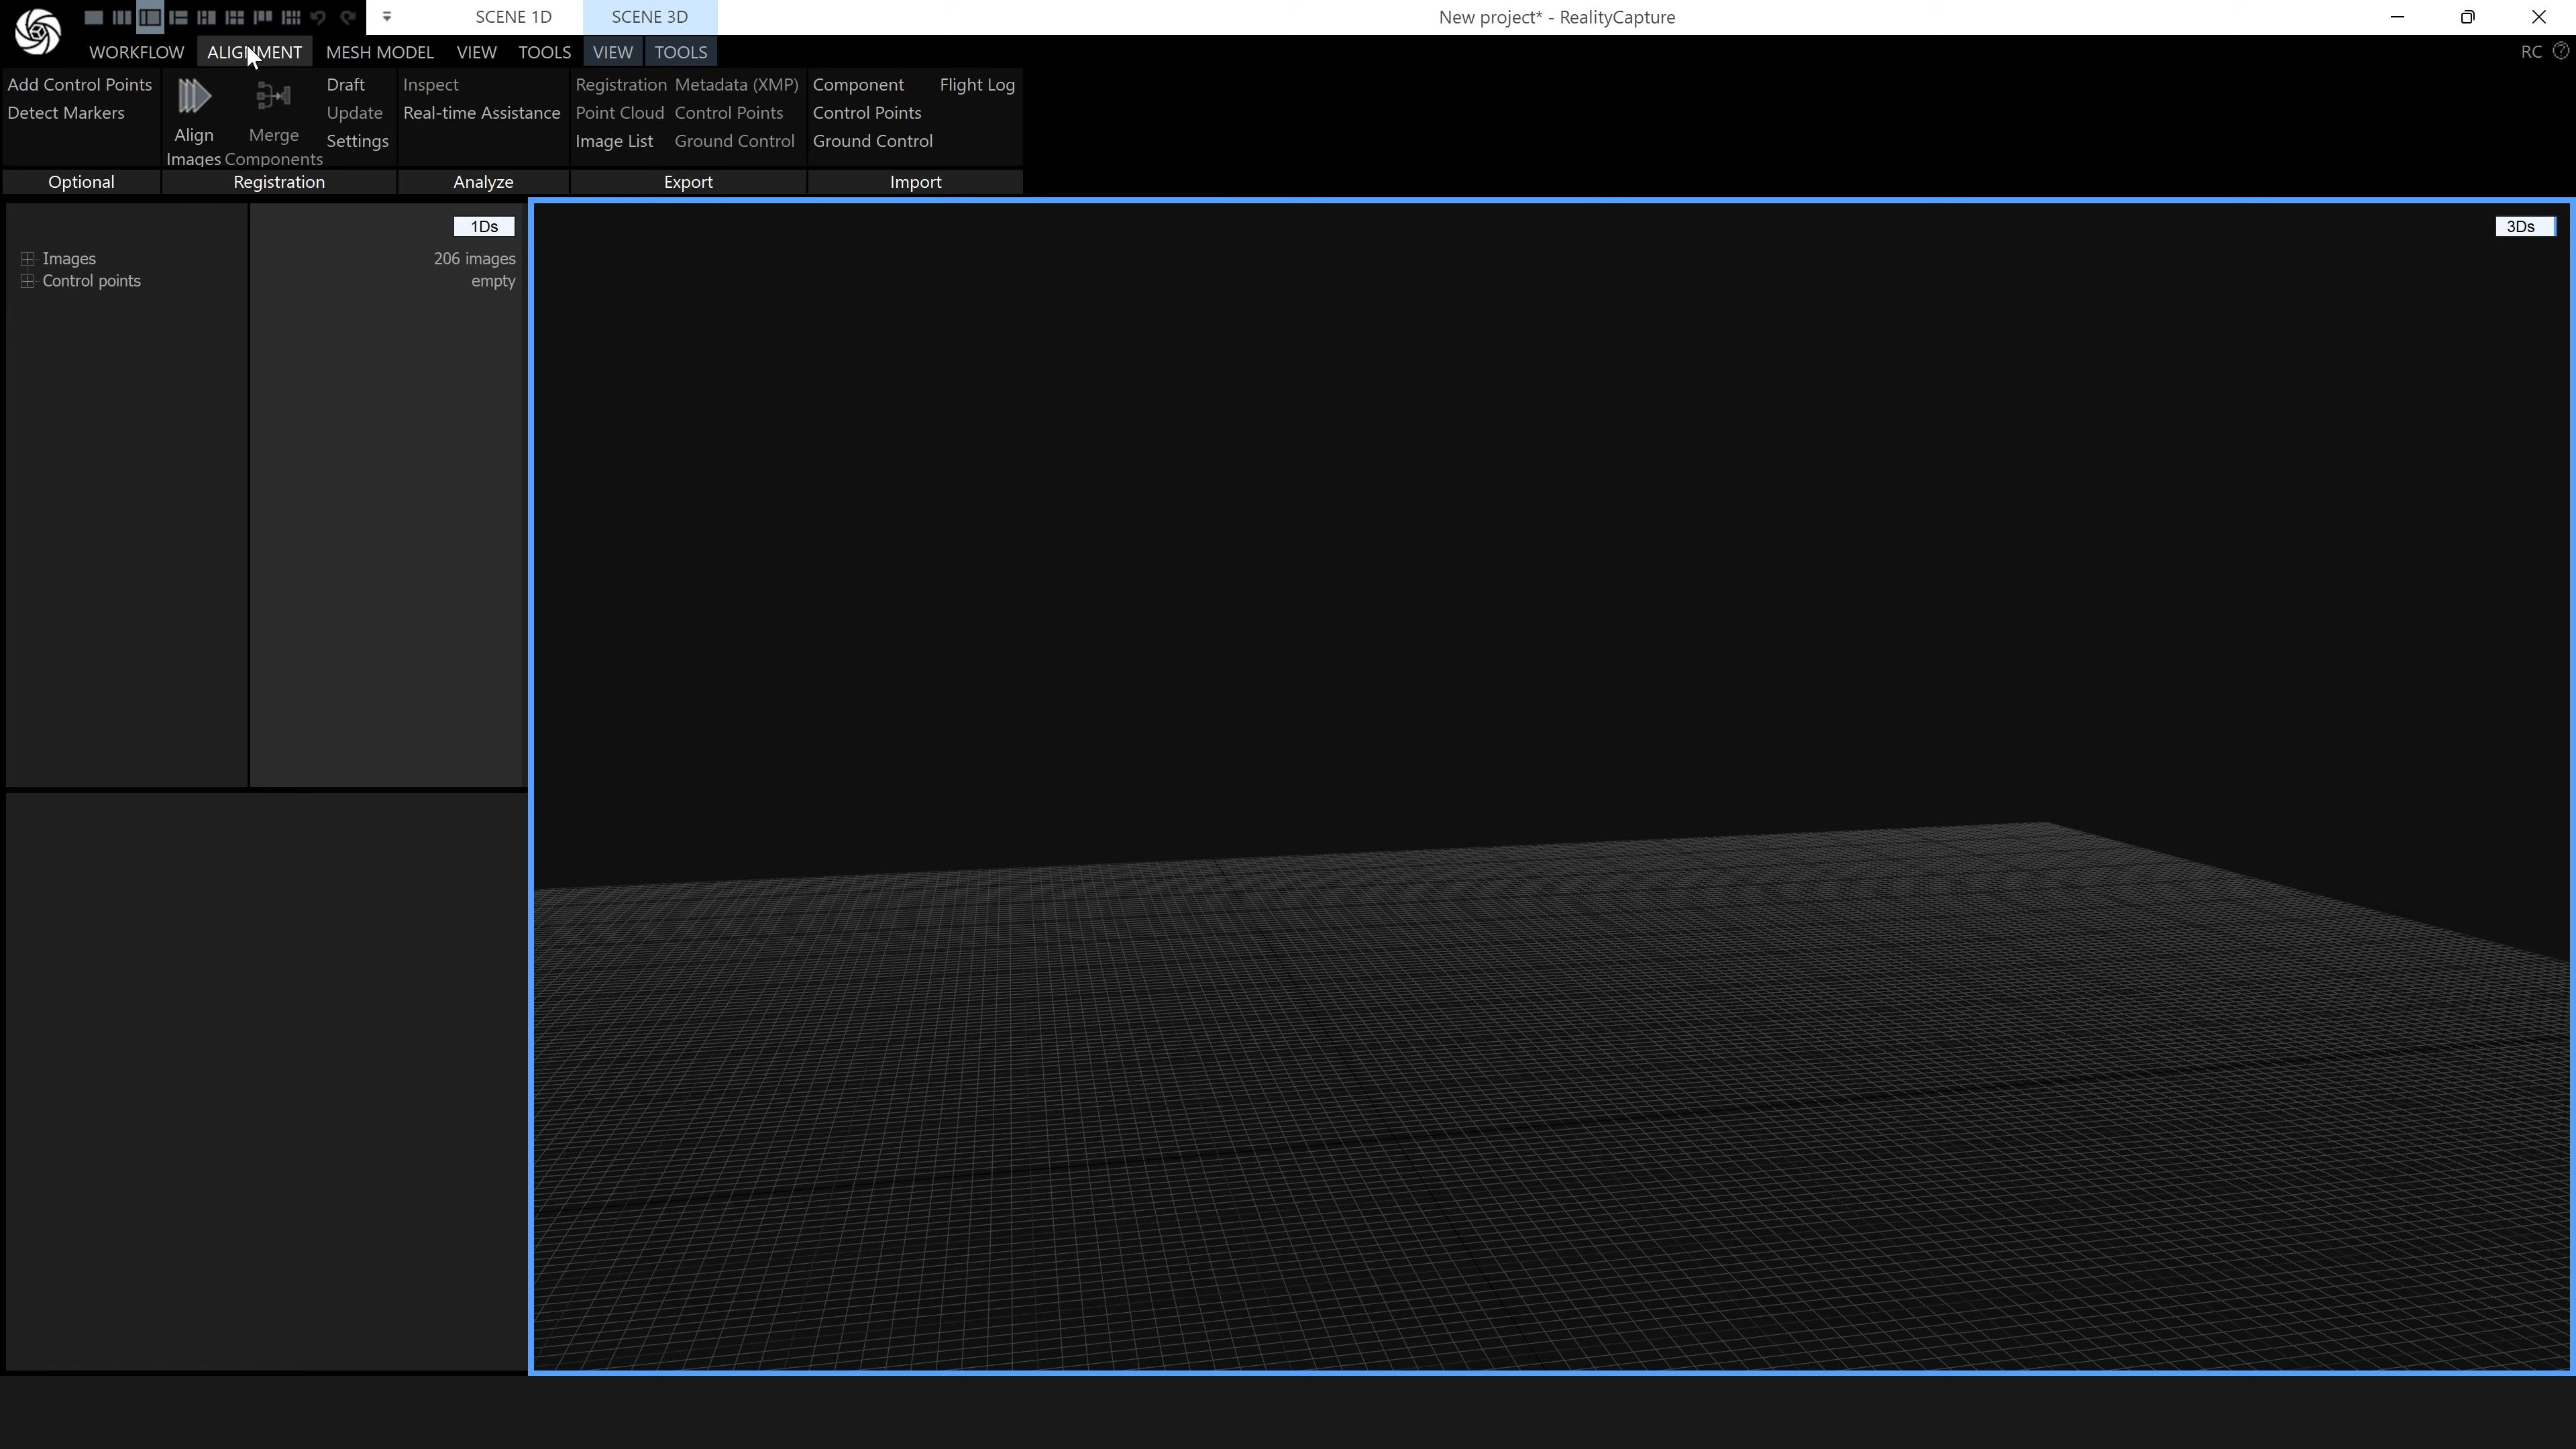 SCENE 1D SCENE 3D New project* - RealityCapture
WORKFLOW ALIGNMENT MESH MODEL VIEW TOOLS VIEW TOOLS RC
Add Control Points Draft Inspect Registration Metadata (XMP) Component Flight Log
Detect Markers Update Real-time Assistance Point Cloud Control Points Control Points
Align Merge Settings Image List Ground Control Ground Control
Images Components
Optional Registration Analyze Export Import
1Ds 3Ds
Images 206 images
Control points empty